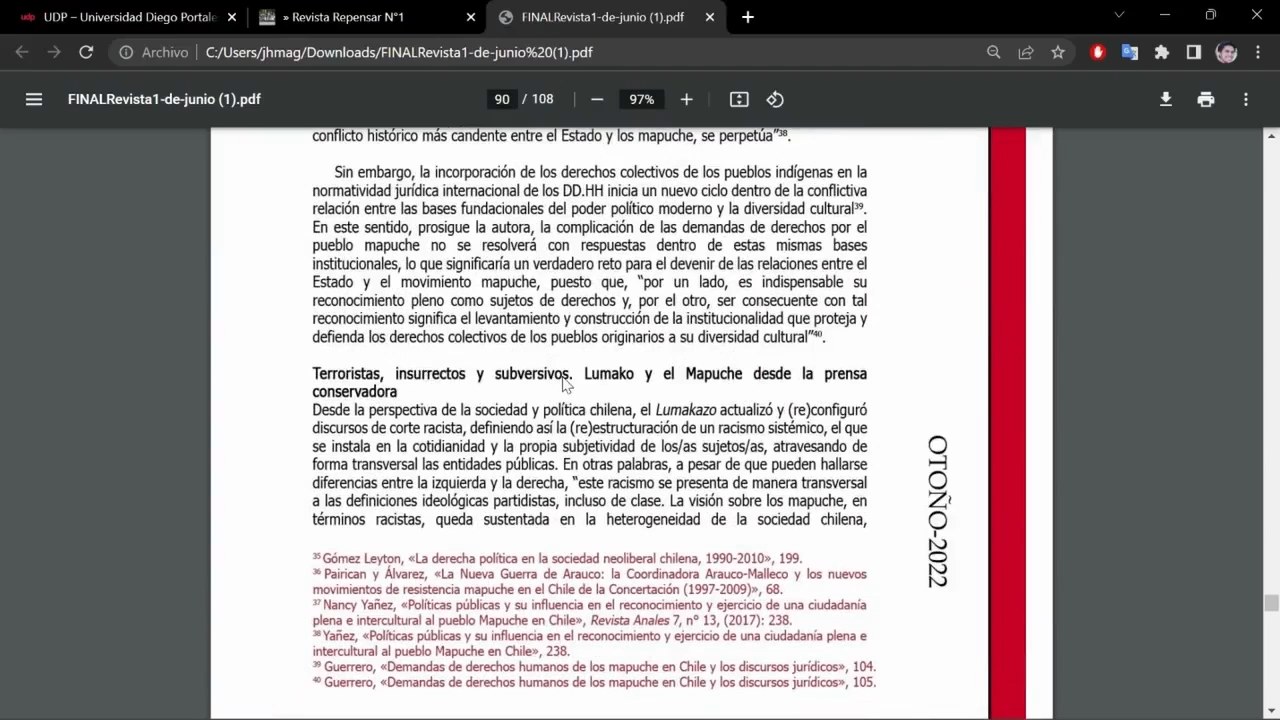 UDP – Universidad Diego Portale
» Revista Repensar N°1
FINALRevista1-de-junio (1).pdf
Archivo
C:/Users/jhmag/Downloads/FINALRevista1-de-junio%20(1).pdf
FINALRevista1-de-junio (1).pdf
90 / 108
97%
conflicto histórico más candente entre el Estado y los mapuche, se perpetúa”38.
Sin embargo, la incorporación de los derechos colectivos de los pueblos indígenas en la
normatividad jurídica internacional de los DD.HH inicia un nuevo ciclo dentro de la conflictiva
relación entre las bases fundacionales del poder político moderno y la diversidad cultural39.
En este sentido, prosigue la autora, la complicación de las demandas de derechos por el
pueblo mapuche no se resolverá con respuestas dentro de estas mismas bases
institucionales, lo que significaría un verdadero reto para el devenir de las relaciones entre el
Estado y el movimiento mapuche, puesto que, “por un lado, es indispensable su
reconocimiento pleno como sujetos de derechos y, por el otro, ser consecuente con tal
reconocimiento significa el levantamiento y construcción de la institucionalidad que proteja y
defienda los derechos colectivos de los pueblos originarios a su diversidad cultural”40.
Terroristas, insurrectos y subversivos. Lumako y el Mapuche desde la prensa
conservadora
Desde la perspectiva de la sociedad y política chilena, el Lumakazo actualizó y (re)configuró
discursos de corte racista, definiendo así la (re)estructuración de un racismo sistémico, el que
se instala en la cotidianidad y la propia subjetividad de los/as sujetos/as, atravesando de
forma transversal las entidades públicas. En otras palabras, a pesar de que pueden hallarse
diferencias entre la izquierda y la derecha, “este racismo se presenta de manera transversal
a las definiciones ideológicas partidistas, incluso de clase. La visión sobre los mapuche, en
términos racistas, queda sustentada en la heterogeneidad de la sociedad chilena,
OTOÑO-2022
35 Gómez Leyton, «La derecha política en la sociedad neoliberal chilena, 1990-2010», 199.
36 Pairican y Álvarez, «La Nueva Guerra de Arauco: la Coordinadora Arauco-Malleco y los nuevos
movimientos de resistencia mapuche en el Chile de la Concertación (1997-2009)», 68.
37 Nancy Yañez, «Políticas públicas y su influencia en el reconocimiento y ejercicio de una ciudadanía
plena e intercultural al pueblo Mapuche en Chile», Revista Anales 7, n° 13, (2017): 238.
38 Yañez, «Políticas públicas y su influencia en el reconocimiento y ejercicio de una ciudadanía plena e
intercultural al pueblo Mapuche en Chile», 238.
39 Guerrero, «Demandas de derechos humanos de los mapuche en Chile y los discursos jurídicos», 104.
40 Guerrero, «Demandas de derechos humanos de los mapuche en Chile y los discursos jurídicos», 105.